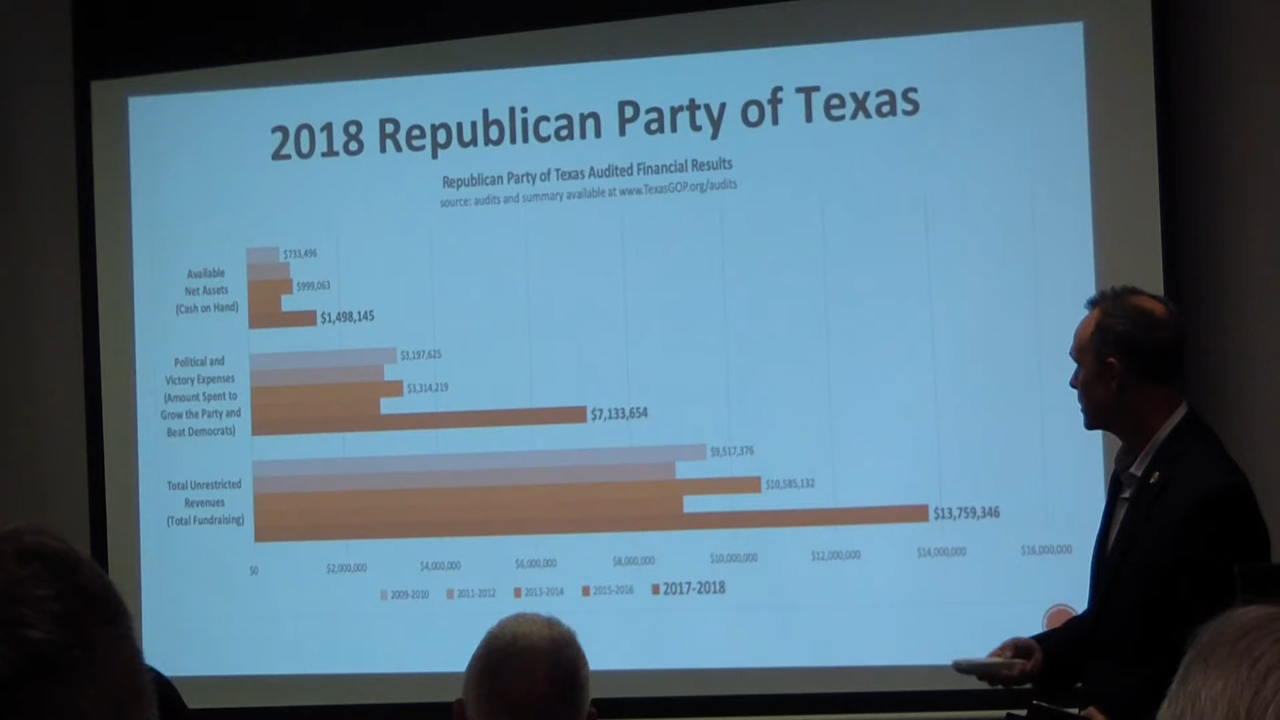 2018 Republican Party of Texas
Republican Party of Texas Audited Financial Results
source: audits and summary available at www.TexasGOP.org/audits
Available
Net Assets
(Cash on Hand)
$733,496
$999,063
$1,498,145
Political and
Victory Expenses
(Amount Spent to
Grow the Party and
Beat Democrats)
$3,197,625
$3,314,219
$7,133,654
Total Unrestricted
Revenues
(Total Fundraising)
$9,517,376
$10,585,132
$13,759,346
$0 $2,000,000 $4,000,000 $6,000,000 $8,000,000 $10,000,000 $12,000,000 $14,000,000 $16,000,000
2009-2010 2011-2012 2013-2014 2015-2016 2017-2018